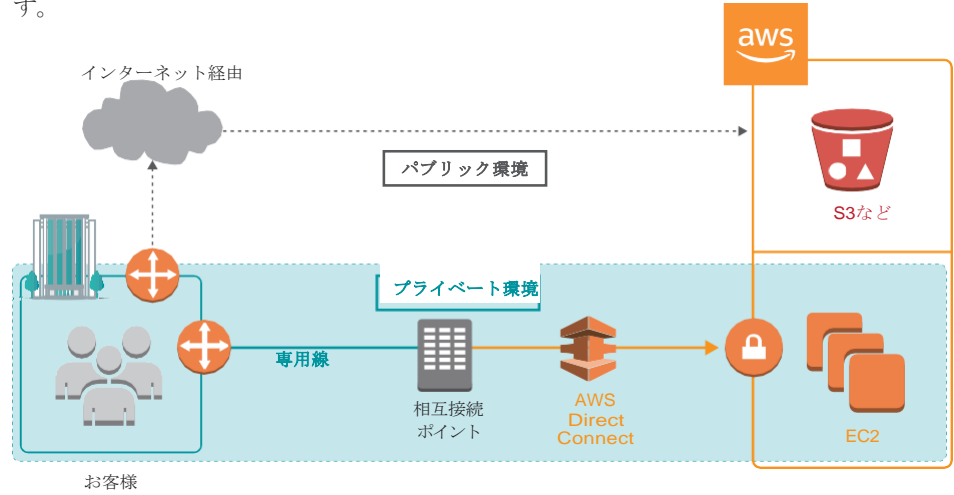 す。
aws
インターネット経由
パブリック環境
S3など
プライベート環境
専用線
相互接続
ポイント
AWS
Direct
Connect
EC2
お客様